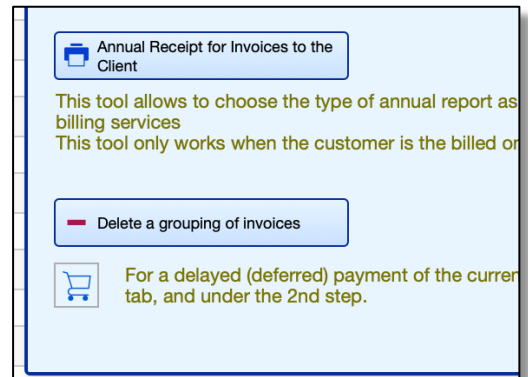 Annual Receipt for Invoices to the
Client
This tool allows to choose the type of annual report as
billing services
This tool only works when the customer is the billed or
Delete a grouping of invoices
For a delayed (deferred) payment of the curren
tab, and under the 2nd step.